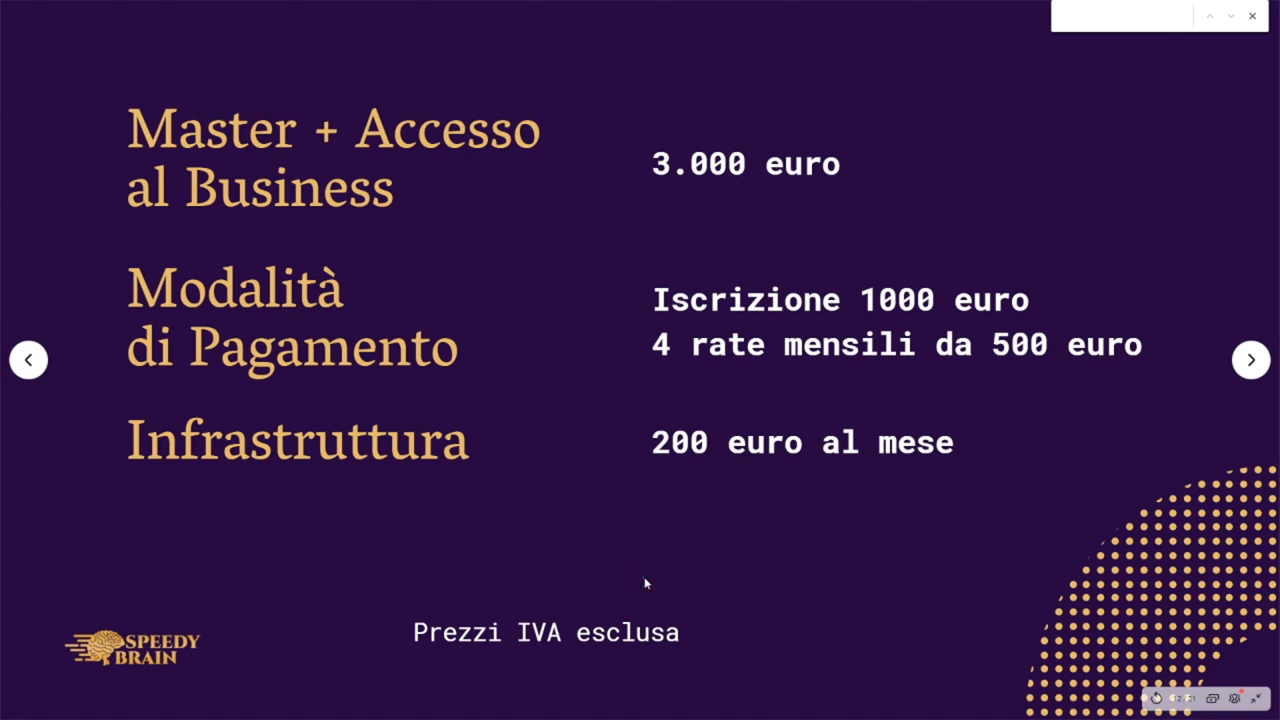 Master + Accesso
al Business
3.000 euro
Modalità
di Pagamento
Iscrizione 1000 euro
4 rate mensili da 500 euro
Infrastruttura
200 euro al mese
Prezzi IVA esclusa
SPEEDY
BRAIN